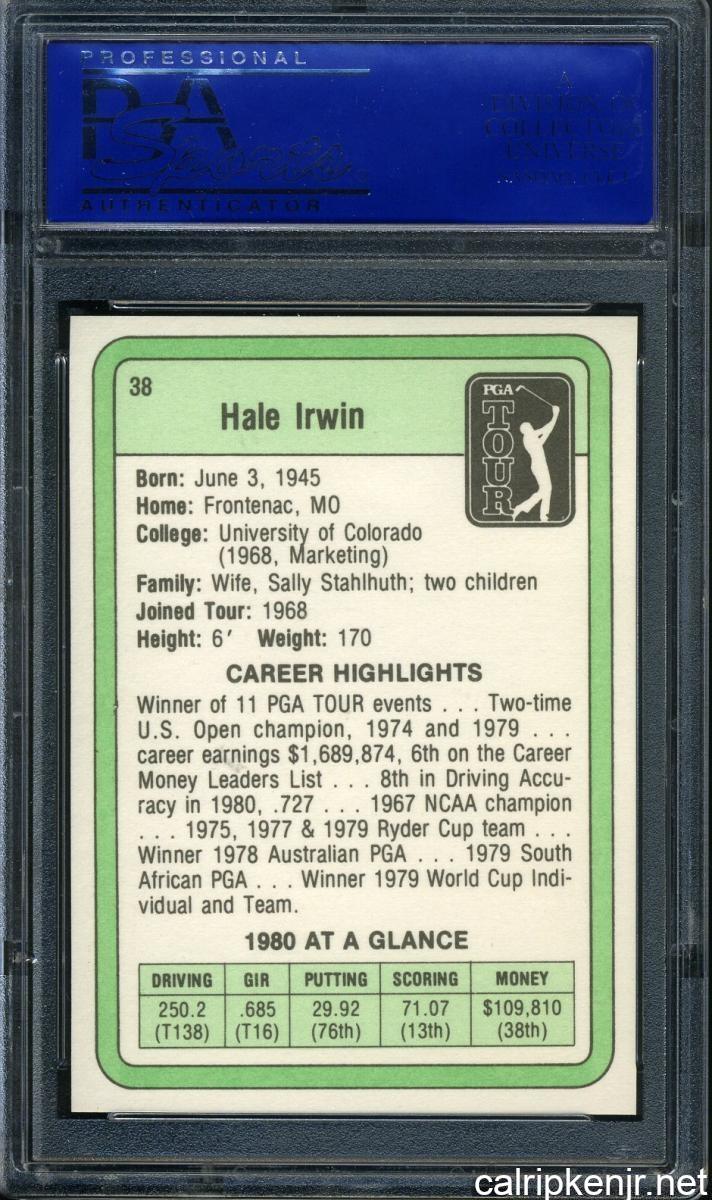 PROFESSIONAL
PSA
Sports
AUTHENTICATOR
A
DIVISION OF
COLLECTORS
UNIVERSE
38
Hale Irwin
PGA
TOUR
Born: June 3, 1945
Home: Frontenac, MO
College: University of Colorado
(1968, Marketing)
Family: Wife, Sally Stahlhuth; two children
Joined Tour: 1968
Height: 6′ Weight: 170
CAREER HIGHLIGHTS
Winner of 11 PGA TOUR events . . . Two-time
U.S. Open champion, 1974 and 1979 . . .
career earnings $1,689,874, 6th on the Career
Money Leaders List . . . 8th in Driving Accu-
racy in 1980, .727 . . . 1967 NCAA champion
. . . 1975, 1977 & 1979 Ryder Cup team . . .
Winner 1978 Australian PGA . . . 1979 South
African PGA . . . Winner 1979 World Cup Indi-
vidual and Team.
1980 AT A GLANCE
DRIVING GIR PUTTING SCORING MONEY
250.2 .685 29.92 71.07 $109,810
(T138) (T16) (76th) (13th) (38th)
calripkenjr.net